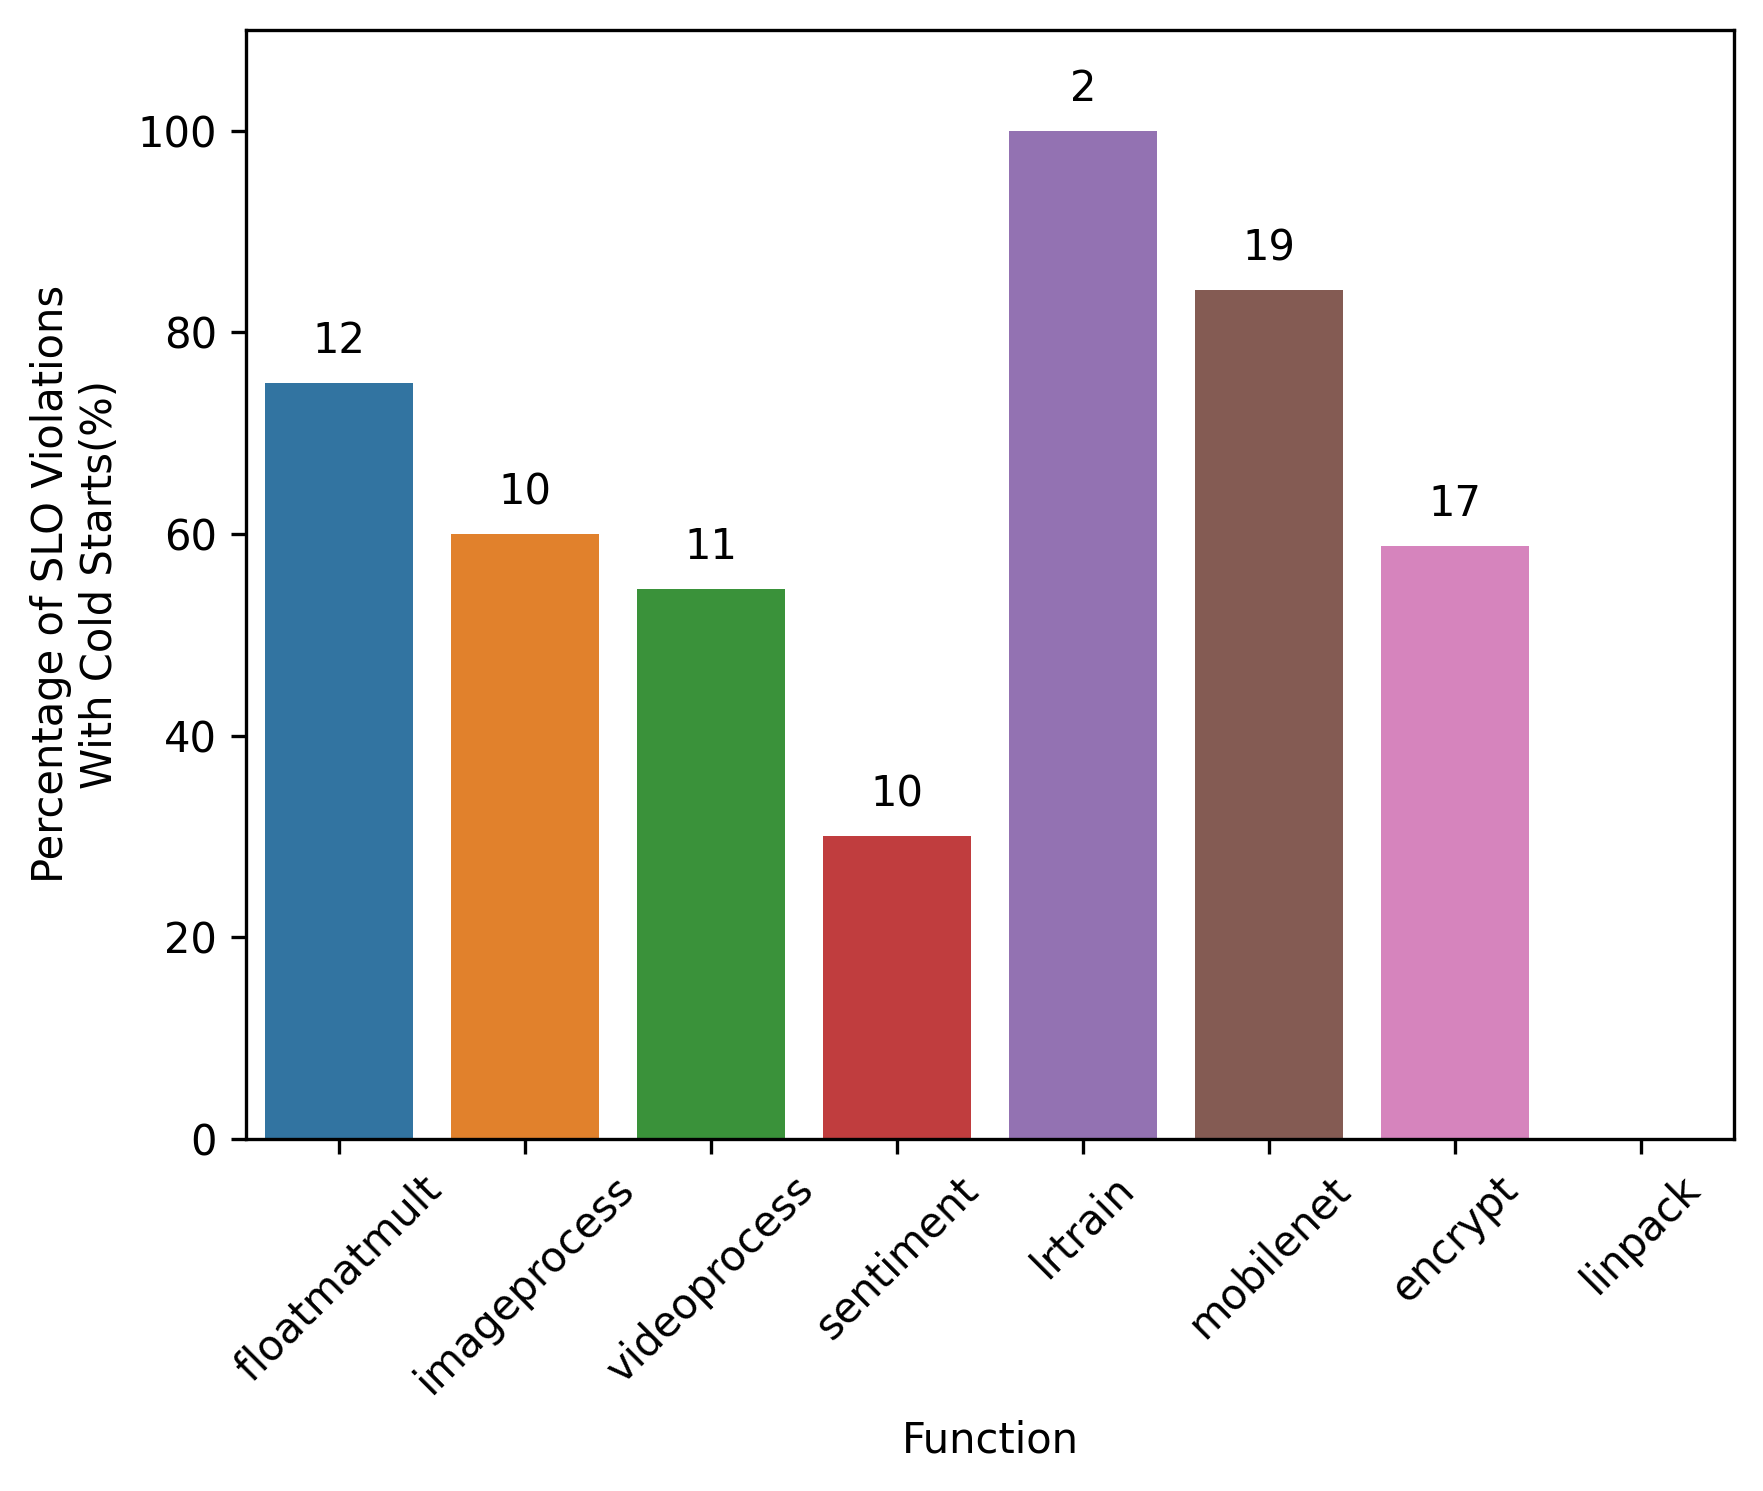 Percentage of SLO Violations
With Cold Starts(%)
100
80
60
40
20
0
12
10
11
10
2
19
17
floatmatmult
imageprocess
videoprocess
sentiment
lrtrain
mobilenet
encrypt
linpack
Function